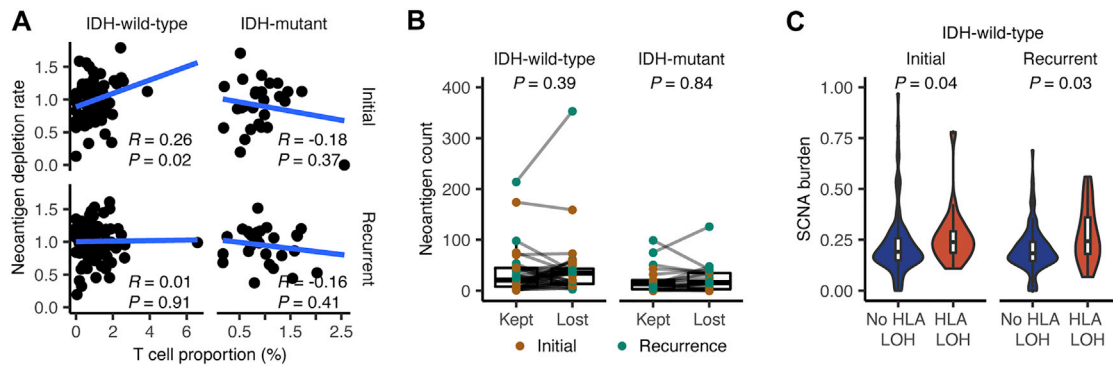 A
IDH-wild-type
IDH-mutant
Neoantigen depletion rate
1.5
1.0
0.5
0.0
R = 0.26
P = 0.02
R = -0.18
P = 0.37
Initial
1.5
1.0
0.5
0.0
R = 0.01
P = 0.91
R = -0.16
P = 0.41
Recurrent
0 2 4 6
0.5 1.5 2.5
T cell proportion (%)
B
IDH-wild-type
IDH-mutant
P = 0.39
P = 0.84
Neoantigen count
400
300
200
100
0
Kept Lost
Kept Lost
Initial
Recurrence
C
IDH-wild-type
Initial
Recurrent
P = 0.04
P = 0.03
SCNA burden
1.00
0.75
0.50
0.25
0.00
No HLA LOH
HLA LOH
No HLA LOH
HLA LOH